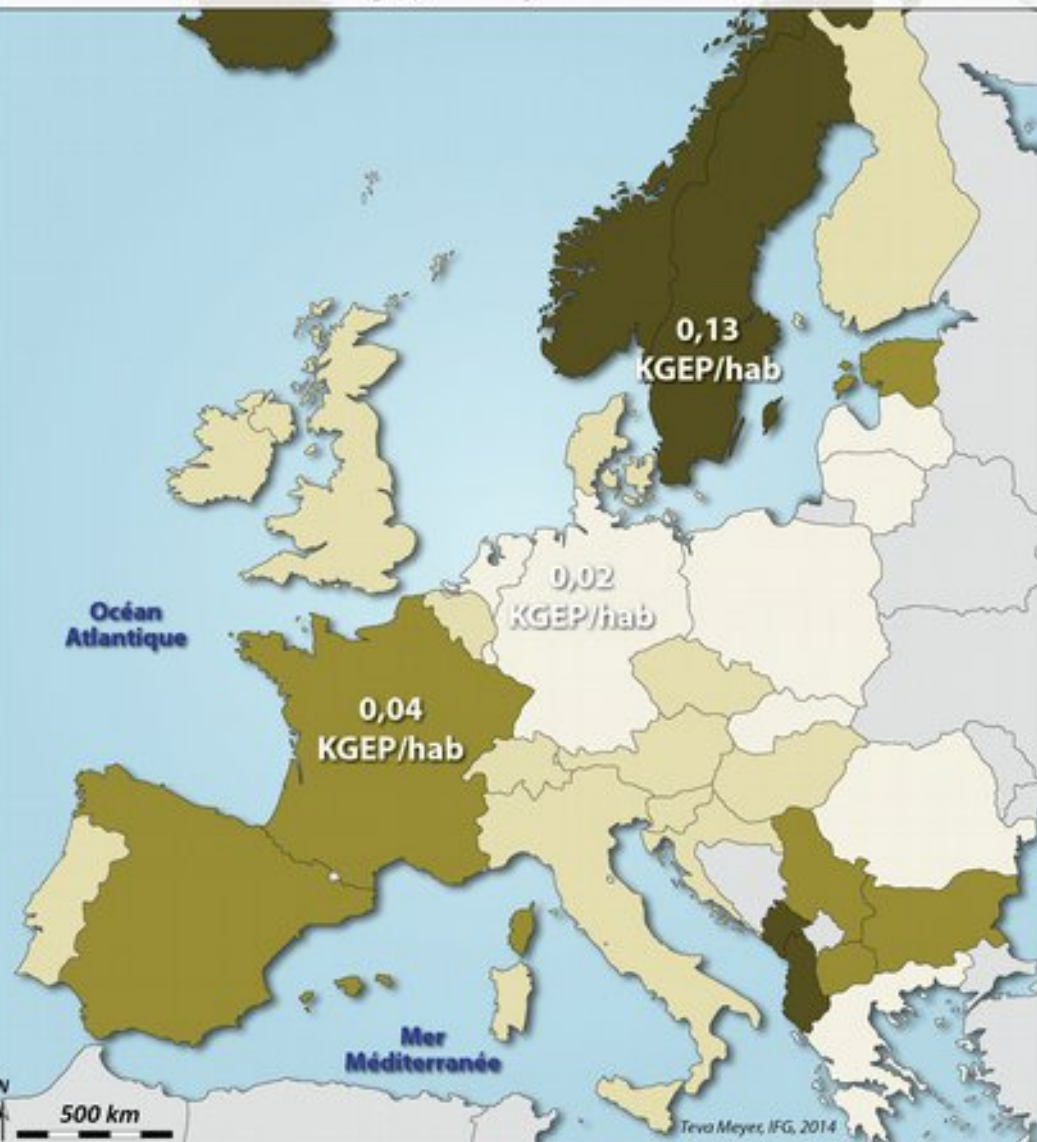 0,13
KGEP/hab
0,02
KGEP/hab
Océan
Atlantique
0,04
KGEP/hab
Mer
Méditerranée
N
500 km
Teva Meyer, IFG, 2014